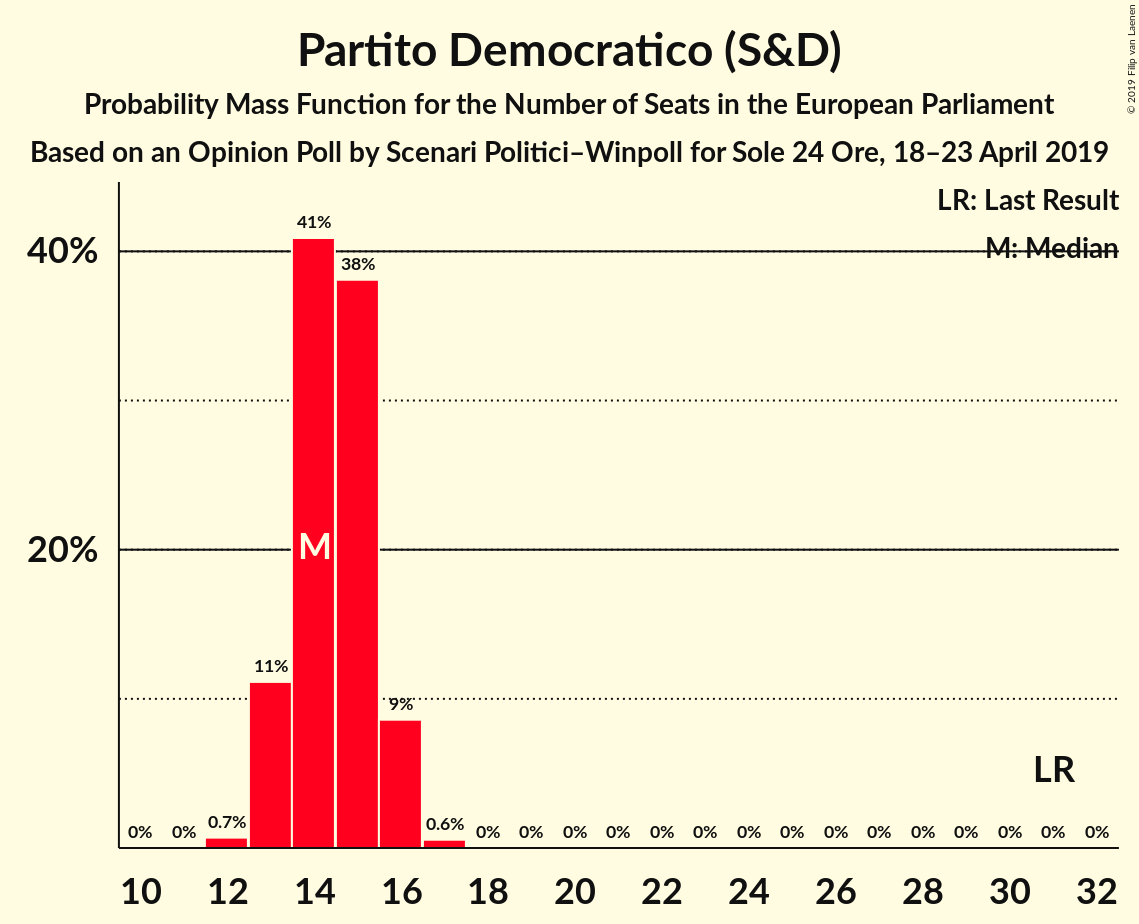 Partito Democratico (S&D)
Probability Mass Function for the Number of Seats in the European Parliament
Based on an Opinion Poll by Scenari Politici–Winpoll for Sole 24 Ore, 18–23 April 2019
© 2019 Filip van Laenen
LR: Last Result
M: Median
40%
20%
41%
38%
M
11%
9%
LR
0% 0% 0.7% 0.6% 0% 0% 0% 0% 0% 0% 0% 0% 0% 0% 0% 0% 0% 0% 0%
10 12 14 16 18 20 22 24 26 28 30 32